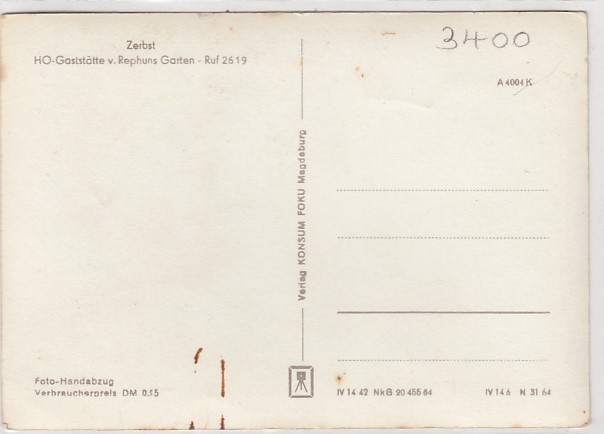 Zerbst
HO-Gaststätte v. Rephuns Garten - Ruf 2619
3400
A 4004 K
Verlag KONSUM FOKU Magdeburg
Foto-Handabzug
Verbraucherpreis DM 0.15
IV 14 42 NkG 20 455 64
IV 14 6 N 31 64